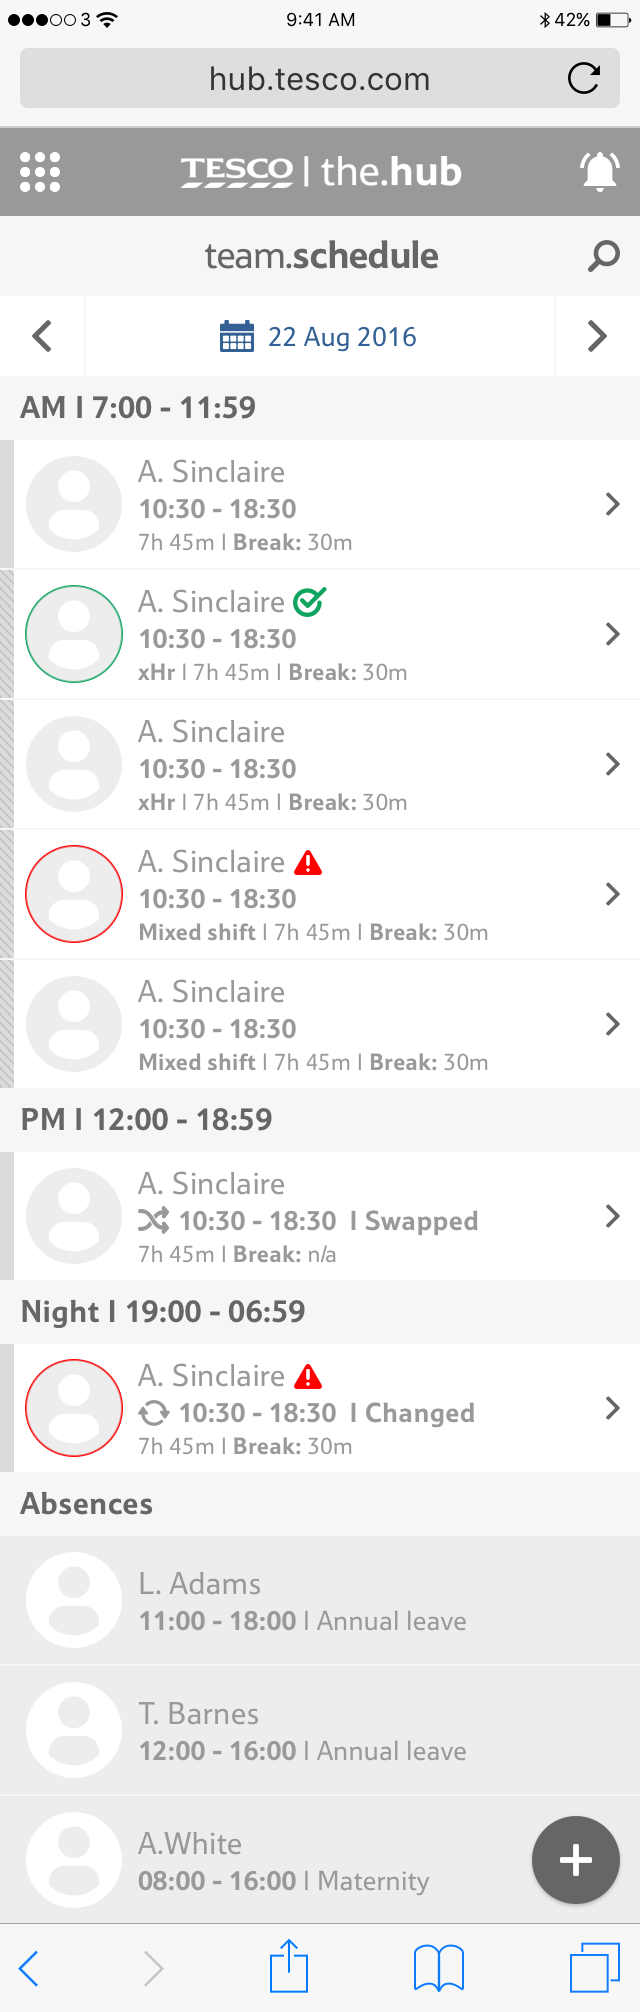 3 9:41 AM 42%
hub.tesco.com
TESCO | the.hub
team.schedule
22 Aug 2016
AM | 7:00 - 11:59
A. Sinclaire
10:30 - 18:30
7h 45m | Break: 30m
A. Sinclaire
10:30 - 18:30
xHr | 7h 45m | Break: 30m
A. Sinclaire
10:30 - 18:30
xHr | 7h 45m | Break: 30m
A. Sinclaire
10:30 - 18:30
Mixed shift | 7h 45m | Break: 30m
A. Sinclaire
10:30 - 18:30
Mixed shift | 7h 45m | Break: 30m
PM | 12:00 - 18:59
A. Sinclaire
10:30 - 18:30 | Swapped
7h 45m | Break: n/a
Night | 19:00 - 06:59
A. Sinclaire
10:30 - 18:30 | Changed
7h 45m | Break: 30m
Absences
L. Adams
11:00 - 18:00 | Annual leave
T. Barnes
12:00 - 16:00 | Annual leave
A.White
08:00 - 16:00 | Maternity